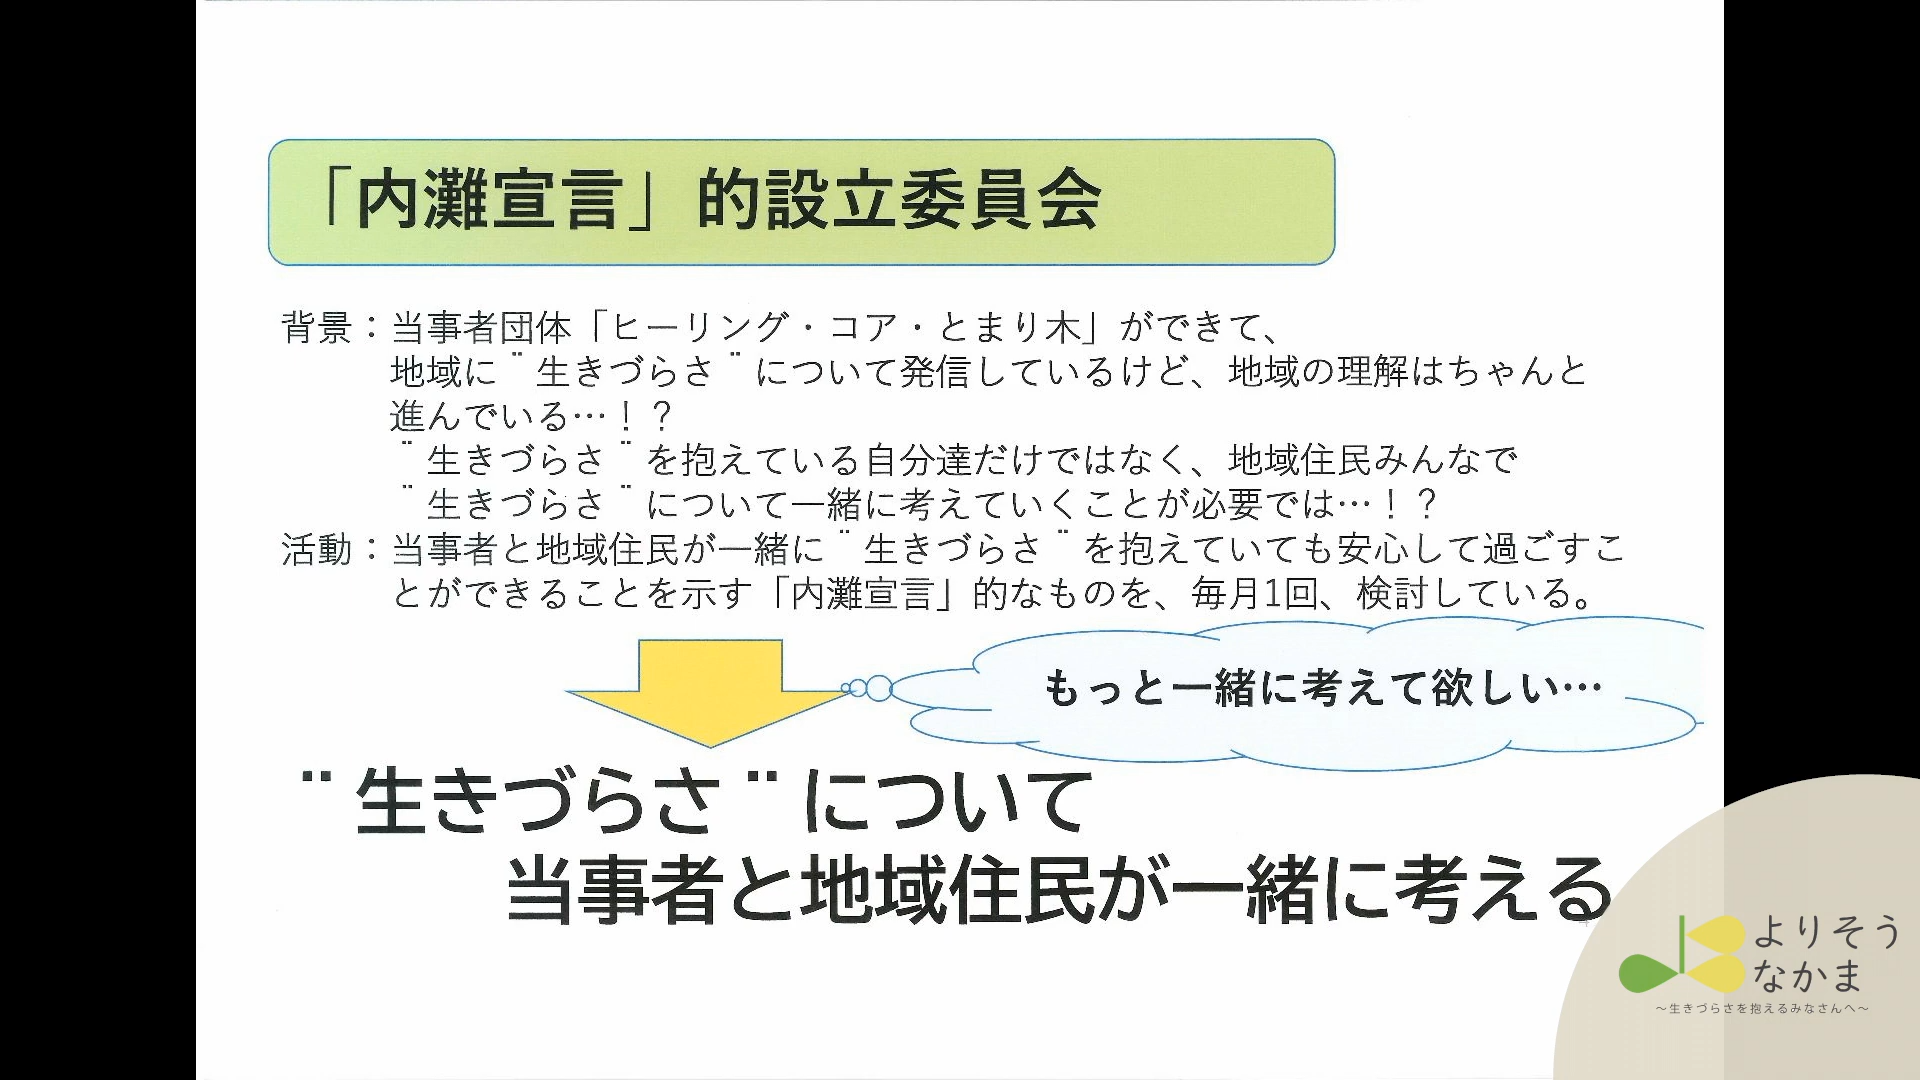 「内灘宣言」的設立委員会
背景：当事者団体「ヒーリング・コア・とまり木」ができて、
地域に¨生きづらさ¨について発信しているけど、地域の理解はちゃんと
進んでいる…！？
¨生きづらさ¨を抱えている自分達だけではなく、地域住民みんなで
¨生きづらさ¨について一緒に考えていくことが必要では…！？
活動：当事者と地域住民が一緒に¨生きづらさ¨を抱えていても安心して過ごすこ
とができることを示す「内灘宣言」的なものを、毎月1回、検討している。
もっと一緒に考えて欲しい…
¨生きづらさ¨について
当事者と地域住民が一緒に考える
よりそう
なかま
～生きづらさを抱えるみなさんへ～